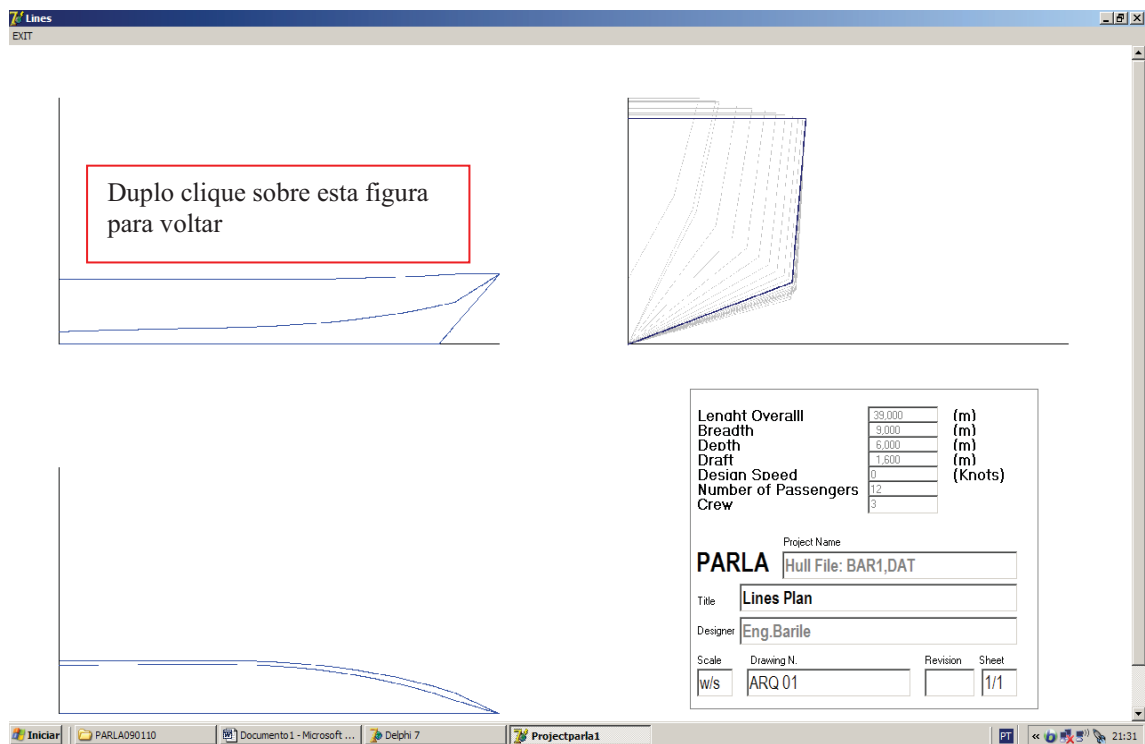 Lines
EXIT
Duplo clique sobre esta figura
para voltar
Lenght Overalll 39,000 (m)
Breadth 9,000 (m)
Depth 6,000 (m)
Draft 1,600 (m)
Design Speed 0 (Knots)
Number of Passengers 12
Crew 3
Project Name
PARLA Hull File: BAR1,DAT
Title Lines Plan
Designer Eng.Barile
Scale Drawing N. Revision Sheet
w/s ARQ 01 1/1
Iniciar PARLA090110 Documento1 - Microsoft ... Delphi 7 Projectparla1 PT « 21:31